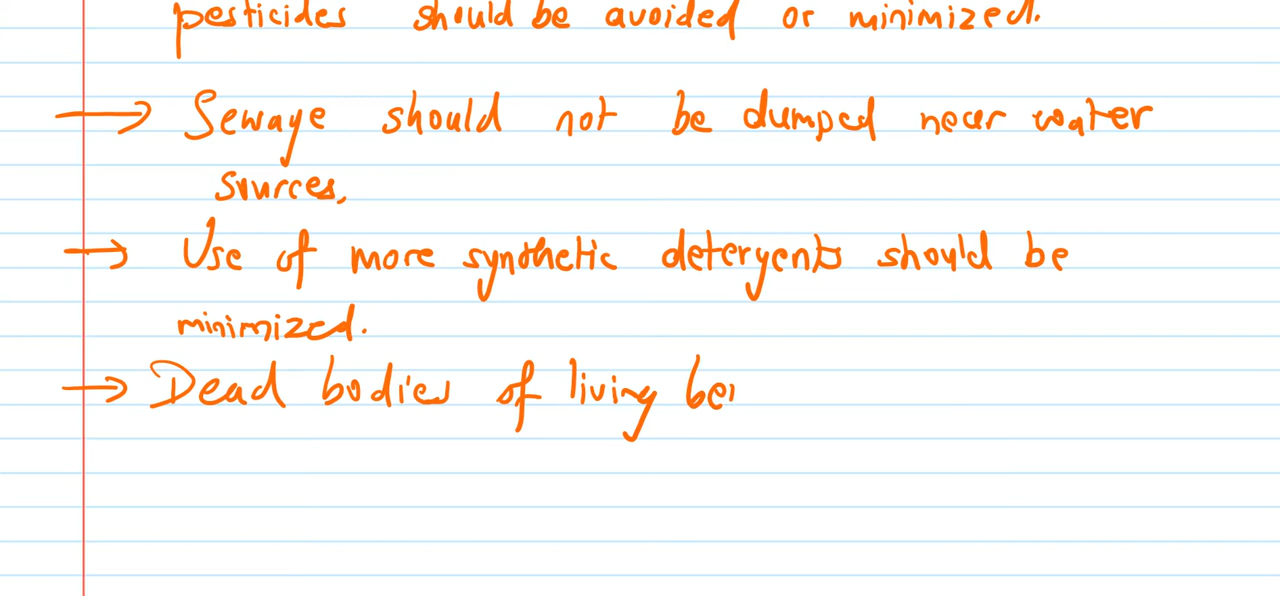 pesticides should be avoided or minimized.
→ Sewage should not be dumped near water
sources,
→ Use of more synthetic detergents should be
minimized.
→ Dead bodies of living bei